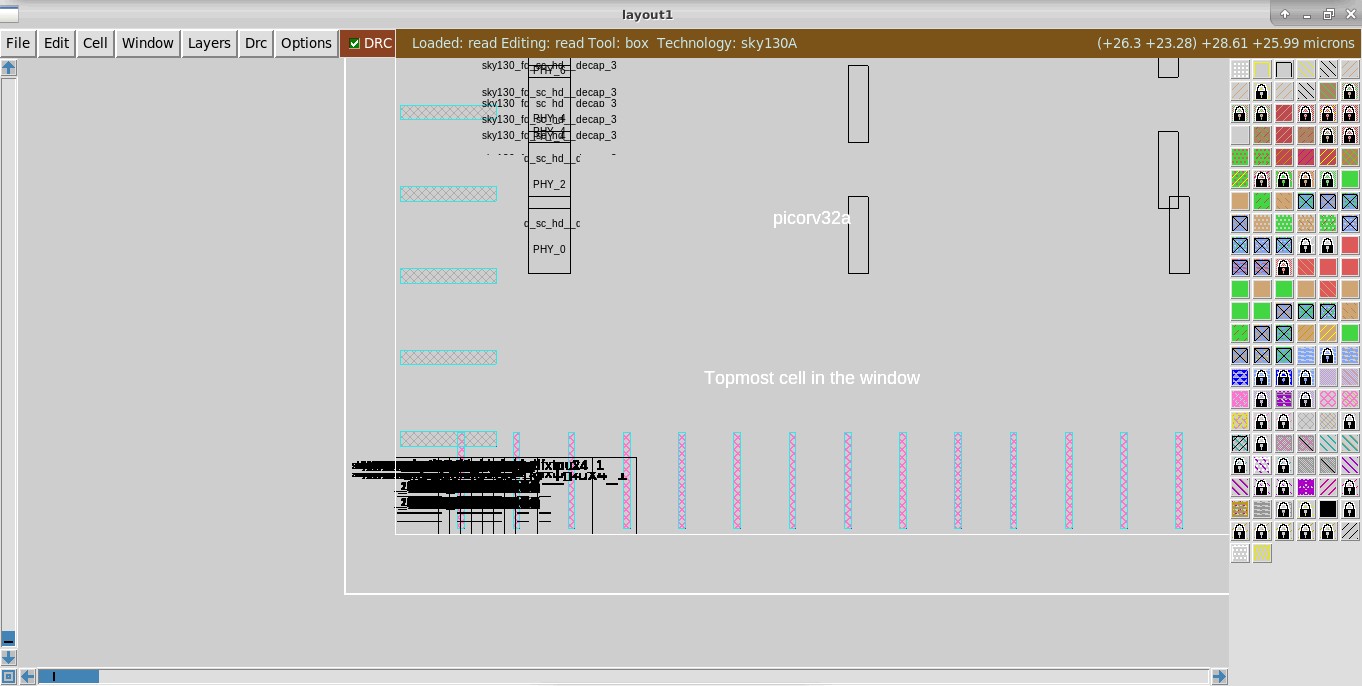 layout1
File Edit Cell Window Layers Drc Options DRC Loaded: read Editing: read Tool: box Technology: sky130A (+26.3 +23.28) +28.61 +25.99 microns
sky130_fd_sc_hd__decap_3
PHY_6
sky130_fd_sc_hd__decap_3
sky130_fd_sc_hd__decap_3
PHY_4
sky130_fd_sc_hd__decap_3
sky130_fd_sc_hd__decap_3
d_sc_hd__d
PHY_2
picorv32a
d_sc_hd__d
PHY_0
Topmost cell in the window